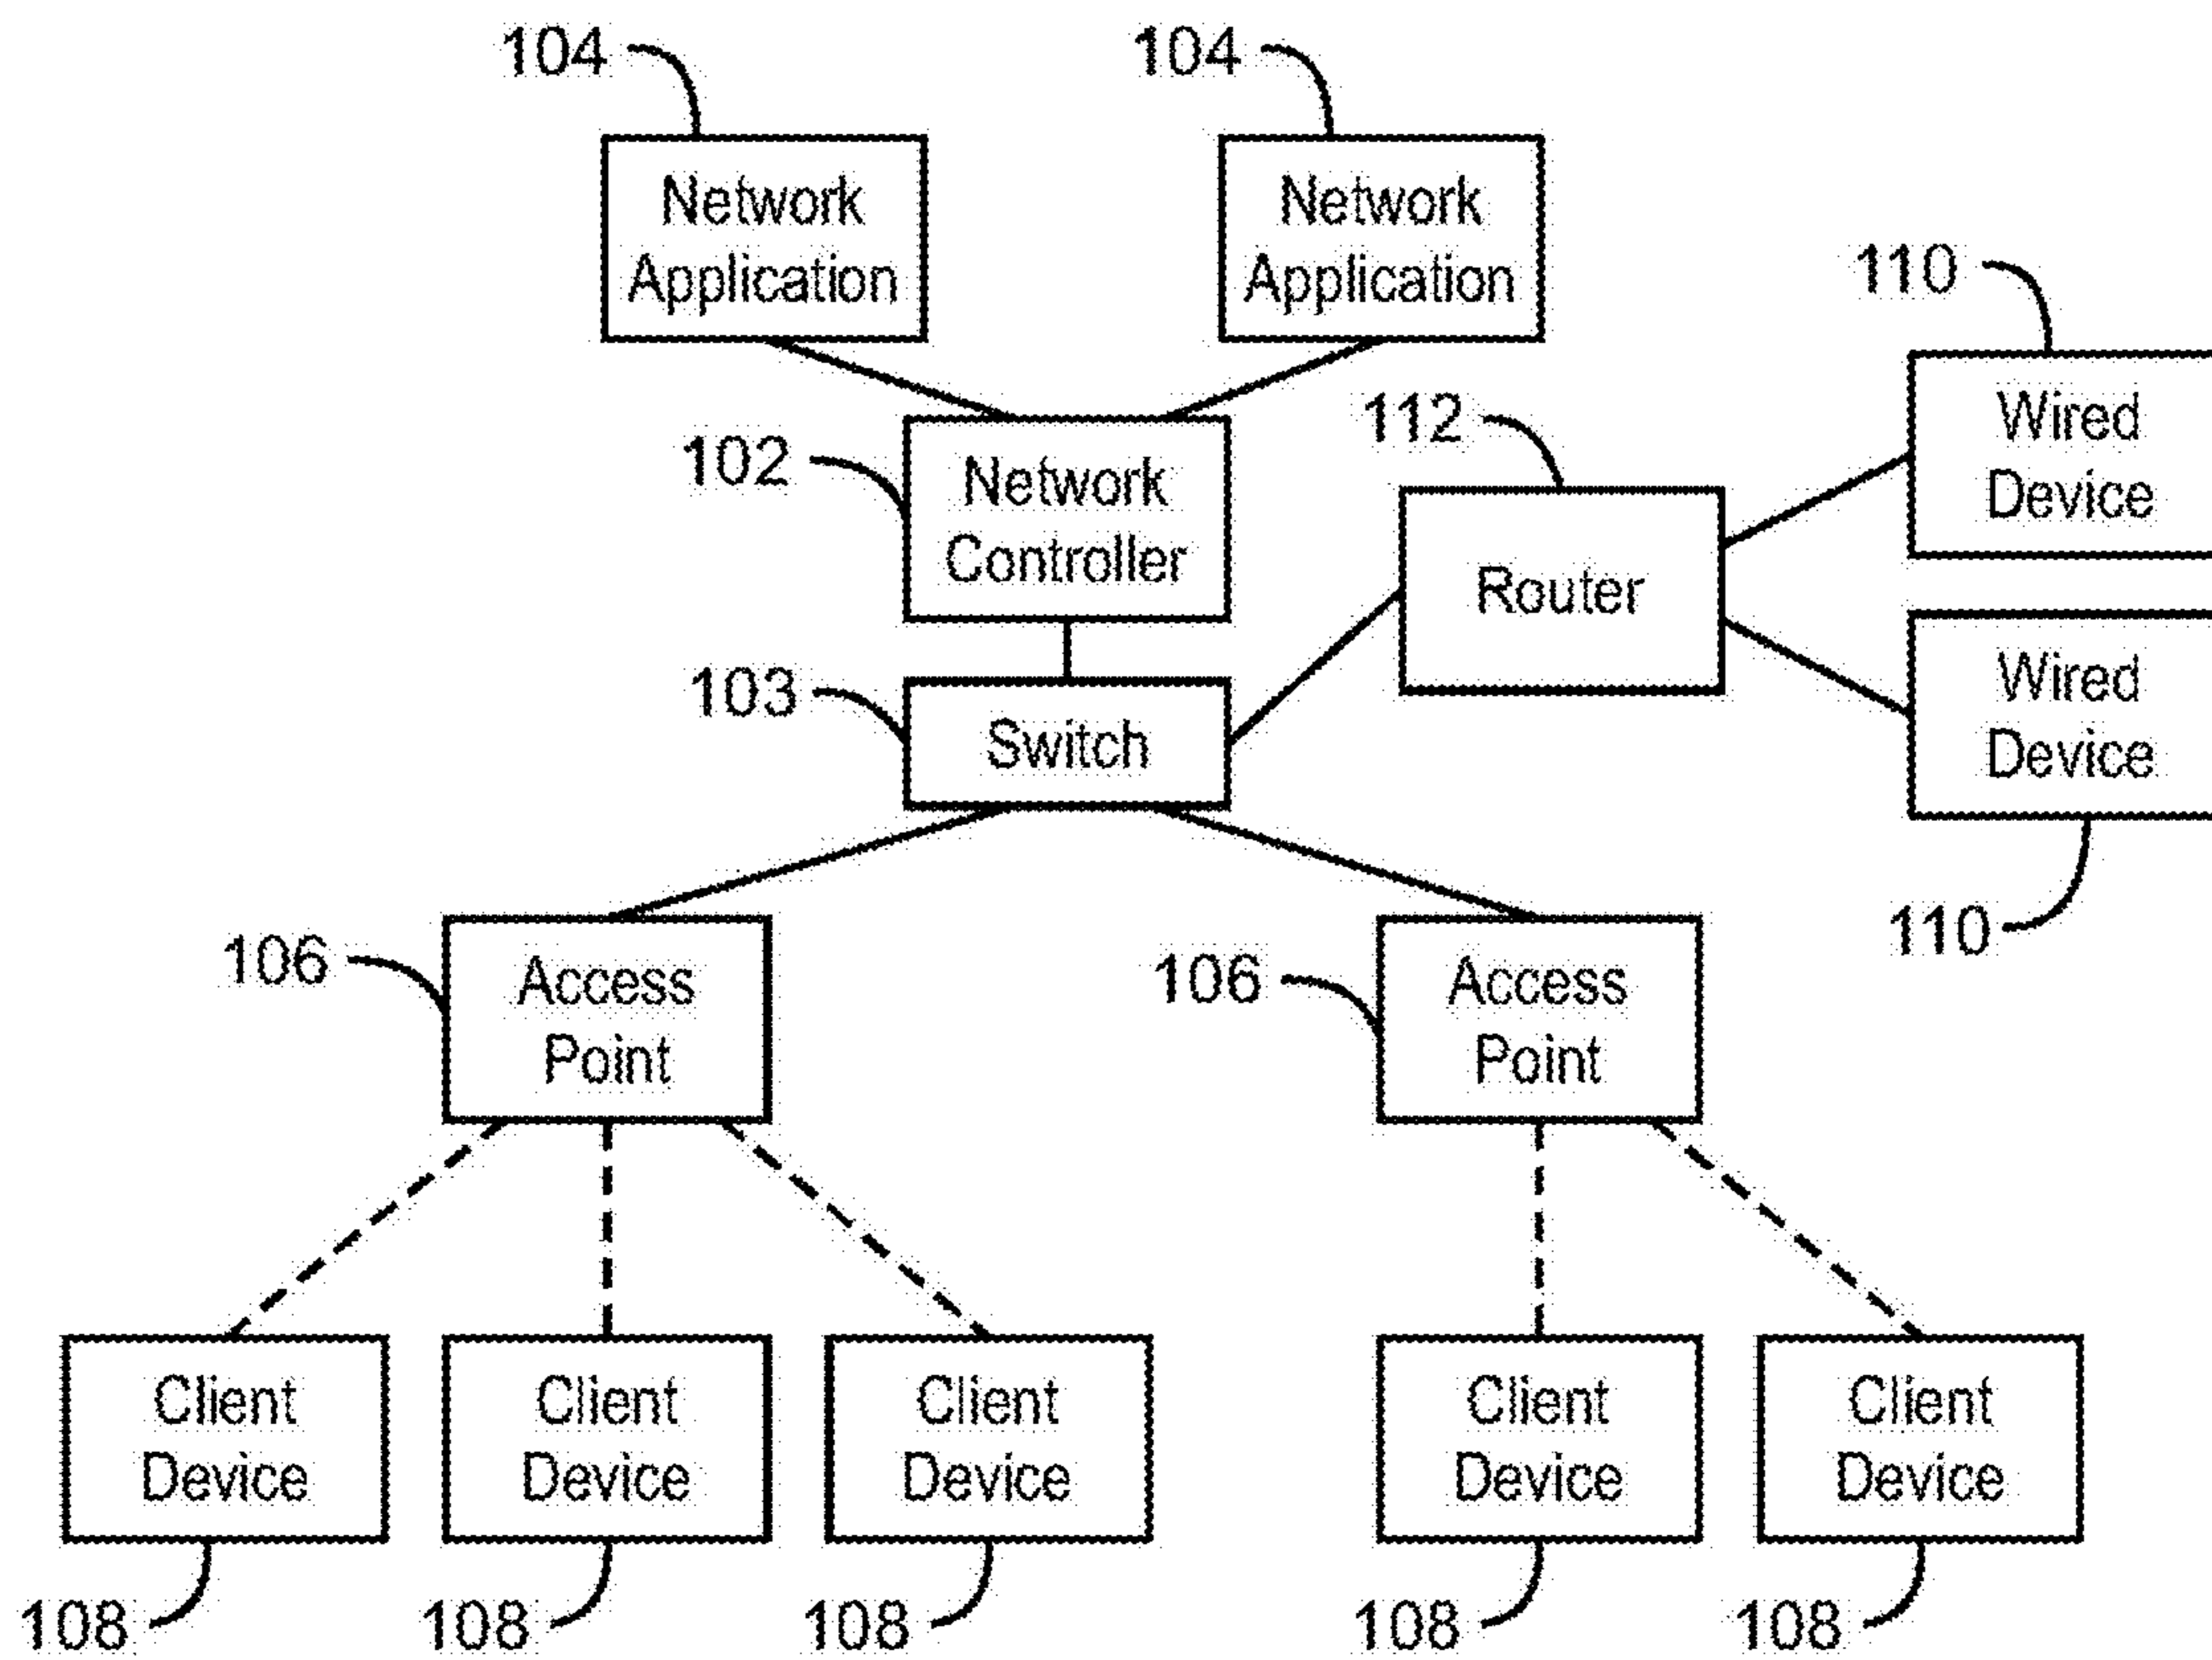 104
104
Network
Application
Network
Application
110
Wired
Device
112
102
Network
Controller
Router
103
Switch
Wired
Device
110
106
Access
Point
106
Access
Point
Client
Device
Client
Device
Client
Device
Client
Device
Client
Device
108
108
108
108
108